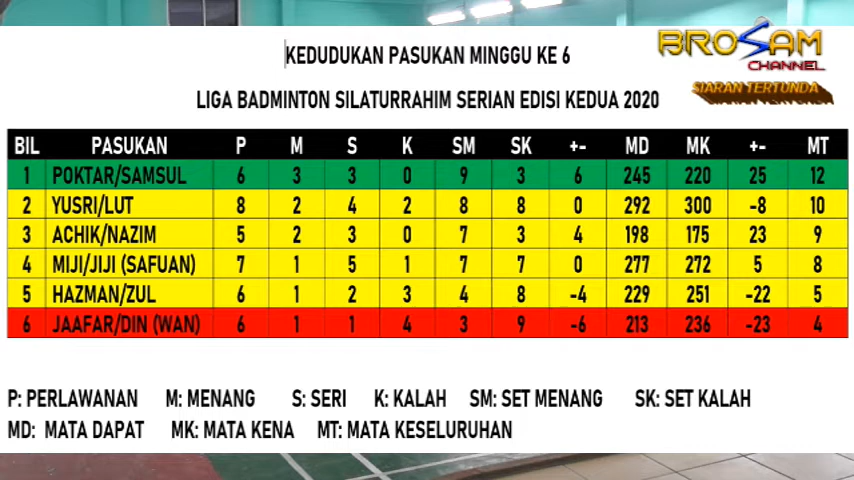 BROSAM
CHANNEL
SIARAN TERTUNDA
KEDUDUKAN PASUKAN MINGGU KE 6
LIGA BADMINTON SILATURRAHIM SERIAN EDISI KEDUA 2020
BIL PASUKAN P M S K SM SK +- MD MK +- MT
1 POKTAR/SAMSUL 6 3 3 0 9 3 6 245 220 25 12
2 YUSRI/LUT 8 2 4 2 8 8 0 292 300 -8 10
3 ACHIK/NAZIM 5 2 3 0 7 3 4 198 175 23 9
4 MIJI/JIJI (SAFUAN) 7 1 5 1 7 7 0 277 272 5 8
5 HAZMAN/ZUL 6 1 2 3 4 8 -4 229 251 -22 5
6 JAAFAR/DIN (WAN) 6 1 1 4 3 9 -6 213 236 -23 4
P: PERLAWANAN M: MENANG S: SERI K: KALAH SM: SET MENANG SK: SET KALAH
MD: MATA DAPAT MK: MATA KENA MT: MATA KESELURUHAN